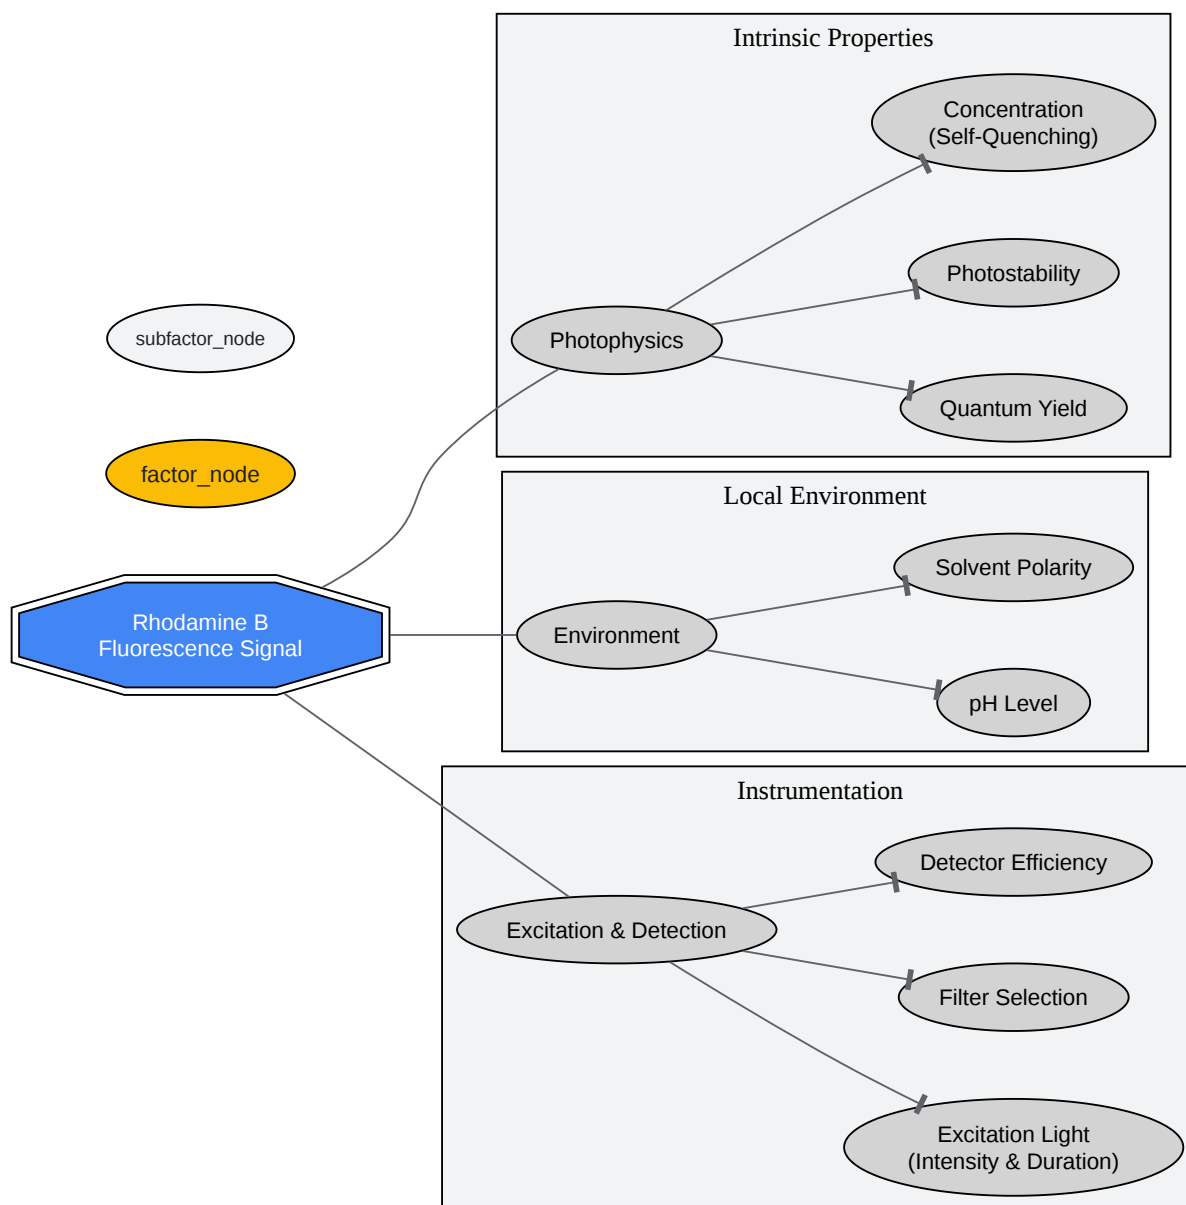 Intrinsic Properties
Concentration
(Self-Quenching)
Photostability
Photophysics
Quantum Yield
subfactor_node
factor_node
Local Environment
Solvent Polarity
Environment
pH Level
Rhodamine B
Fluorescence Signal
Instrumentation
Detector Efficiency
Excitation & Detection
Filter Selection
Excitation Light
(Intensity & Duration)